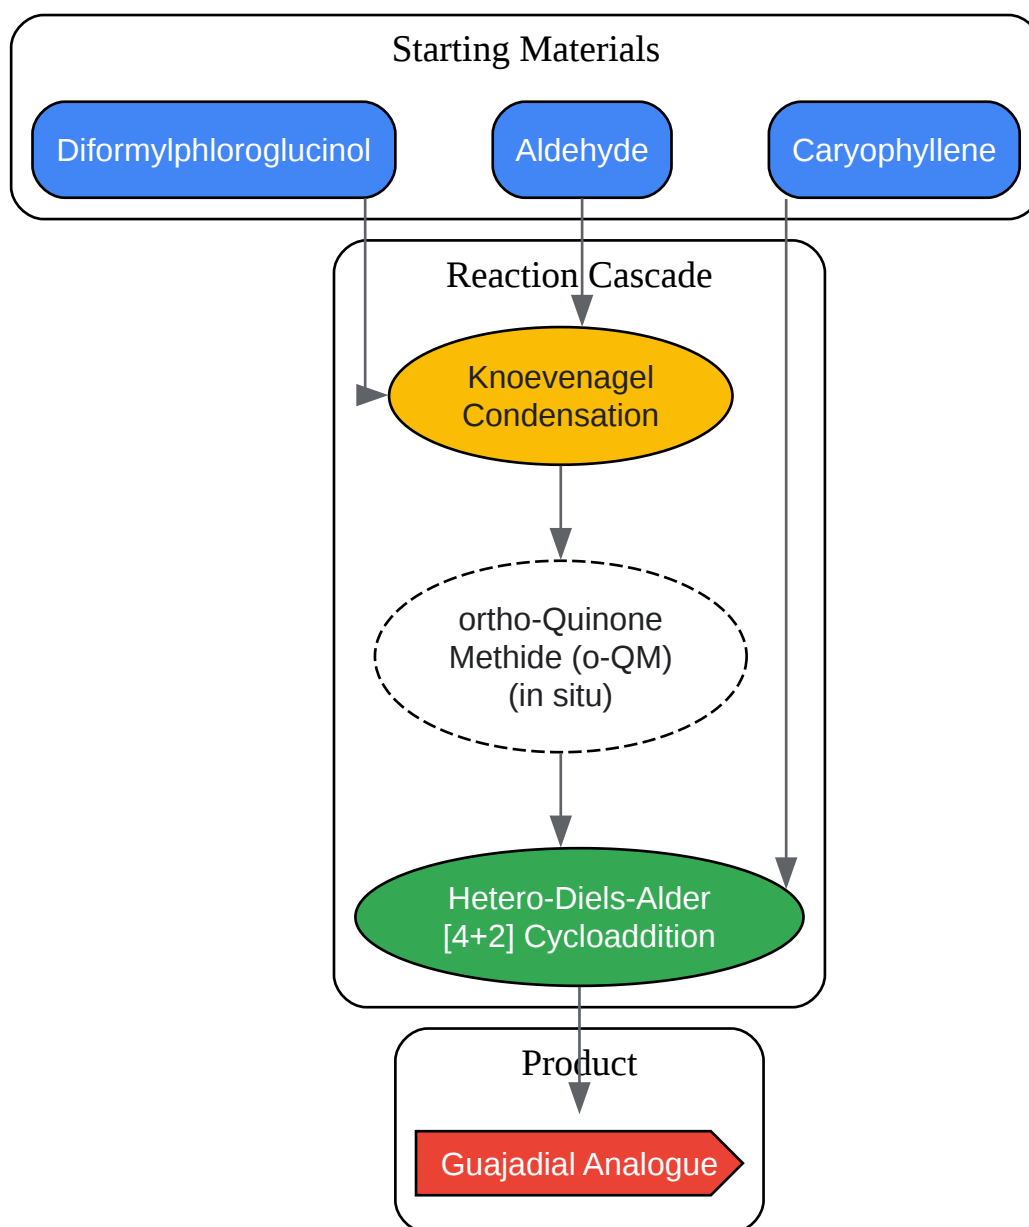 Starting Materials
Diformylphloroglucinol
Aldehyde
Caryophyllene
Reaction Cascade
Knoevenagel
Condensation
ortho-Quinone
Methide (o-QM)
(in situ)
Hetero-Diels-Alder
[4+2] Cycloaddition
Product
Guajadial Analogue